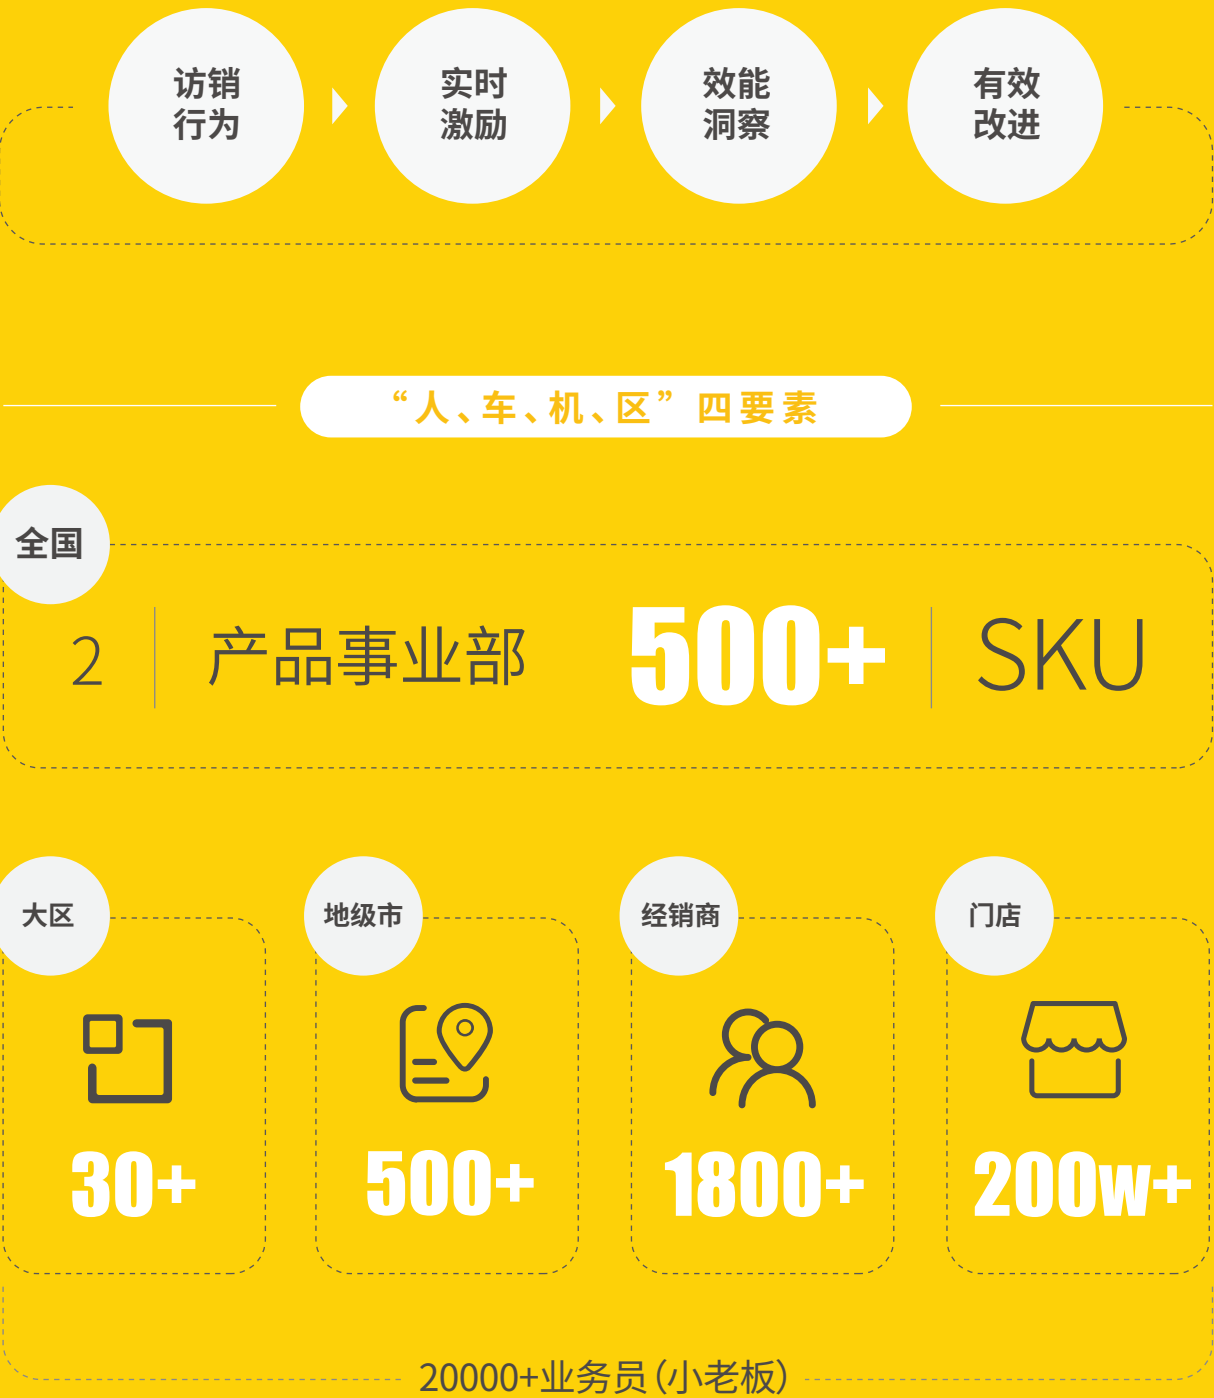 访销
行为
实时
激励
效能
洞察
有效
改进
“人、车、机、区”四要素
全国
2 产品事业部 500+ SKU
大区
30+
地级市
500+
经销商
1800+
门店
200w+
20000+业务员(小老板)